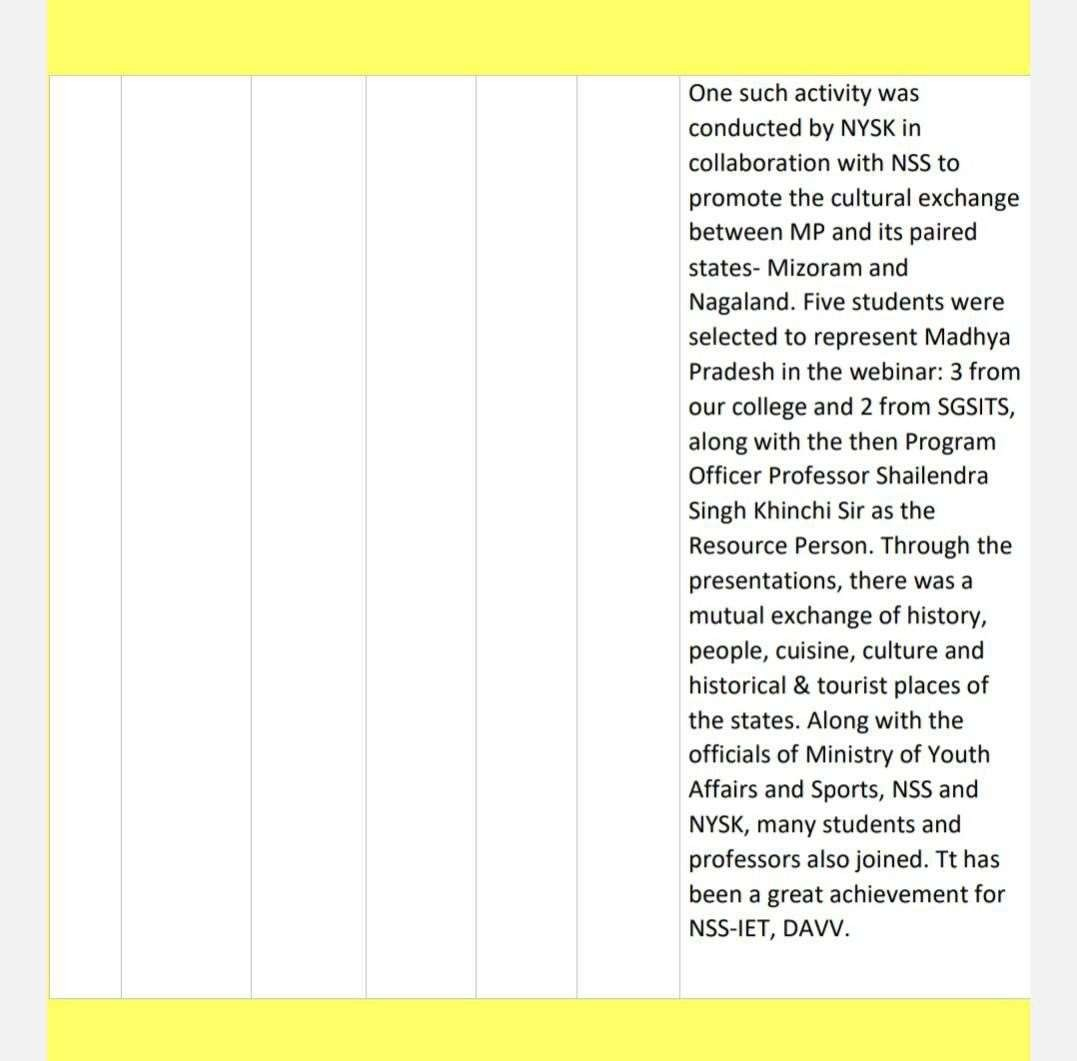 One such activity was
conducted by NYSK in
collaboration with NSS to
promote the cultural exchange
between MP and its paired
states- Mizoram and
Nagaland. Five students were
selected to represent Madhya
Pradesh in the webinar: 3 from
our college and 2 from SGSITS,
along with the then Program
Officer Professor Shailendra
Singh Khinchi Sir as the
Resource Person. Through the
presentations, there was a
mutual exchange of history,
people, cuisine, culture and
historical & tourist places of
the states. Along with the
officials of Ministry of Youth
Affairs and Sports, NSS and
NYSK, many students and
professors also joined. Tt has
been a great achievement for
NSS-IET, DAVV.